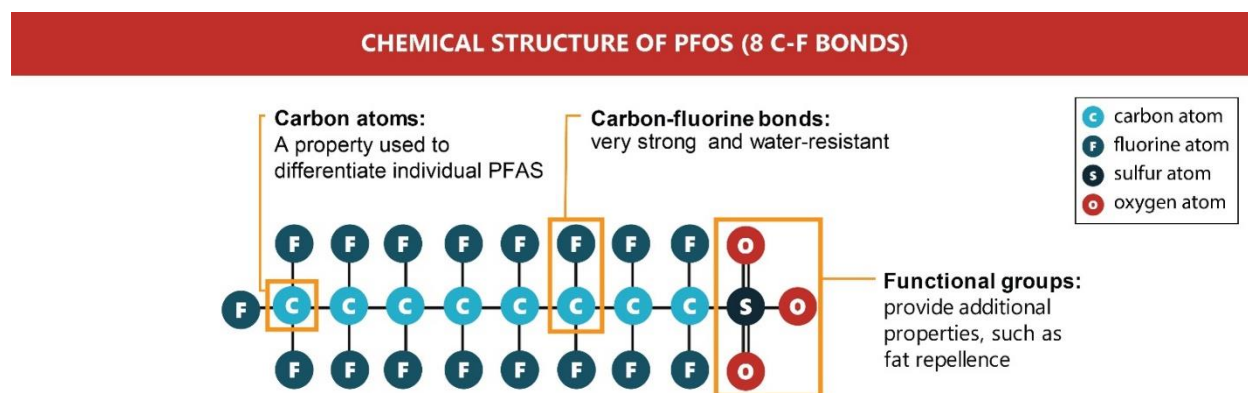 CHEMICAL STRUCTURE OF PFOS (8 C-F BONDS)
Carbon atoms:
A property used to
differentiate individual PFAS
Carbon-fluorine bonds:
very strong and water-resistant
C carbon atom
F fluorine atom
S sulfur atom
O oxygen atom
F F F F F F F F O
F C C C C C C C C S O
F F F F F F F F O
Functional groups:
provide additional
properties, such as
fat repellence